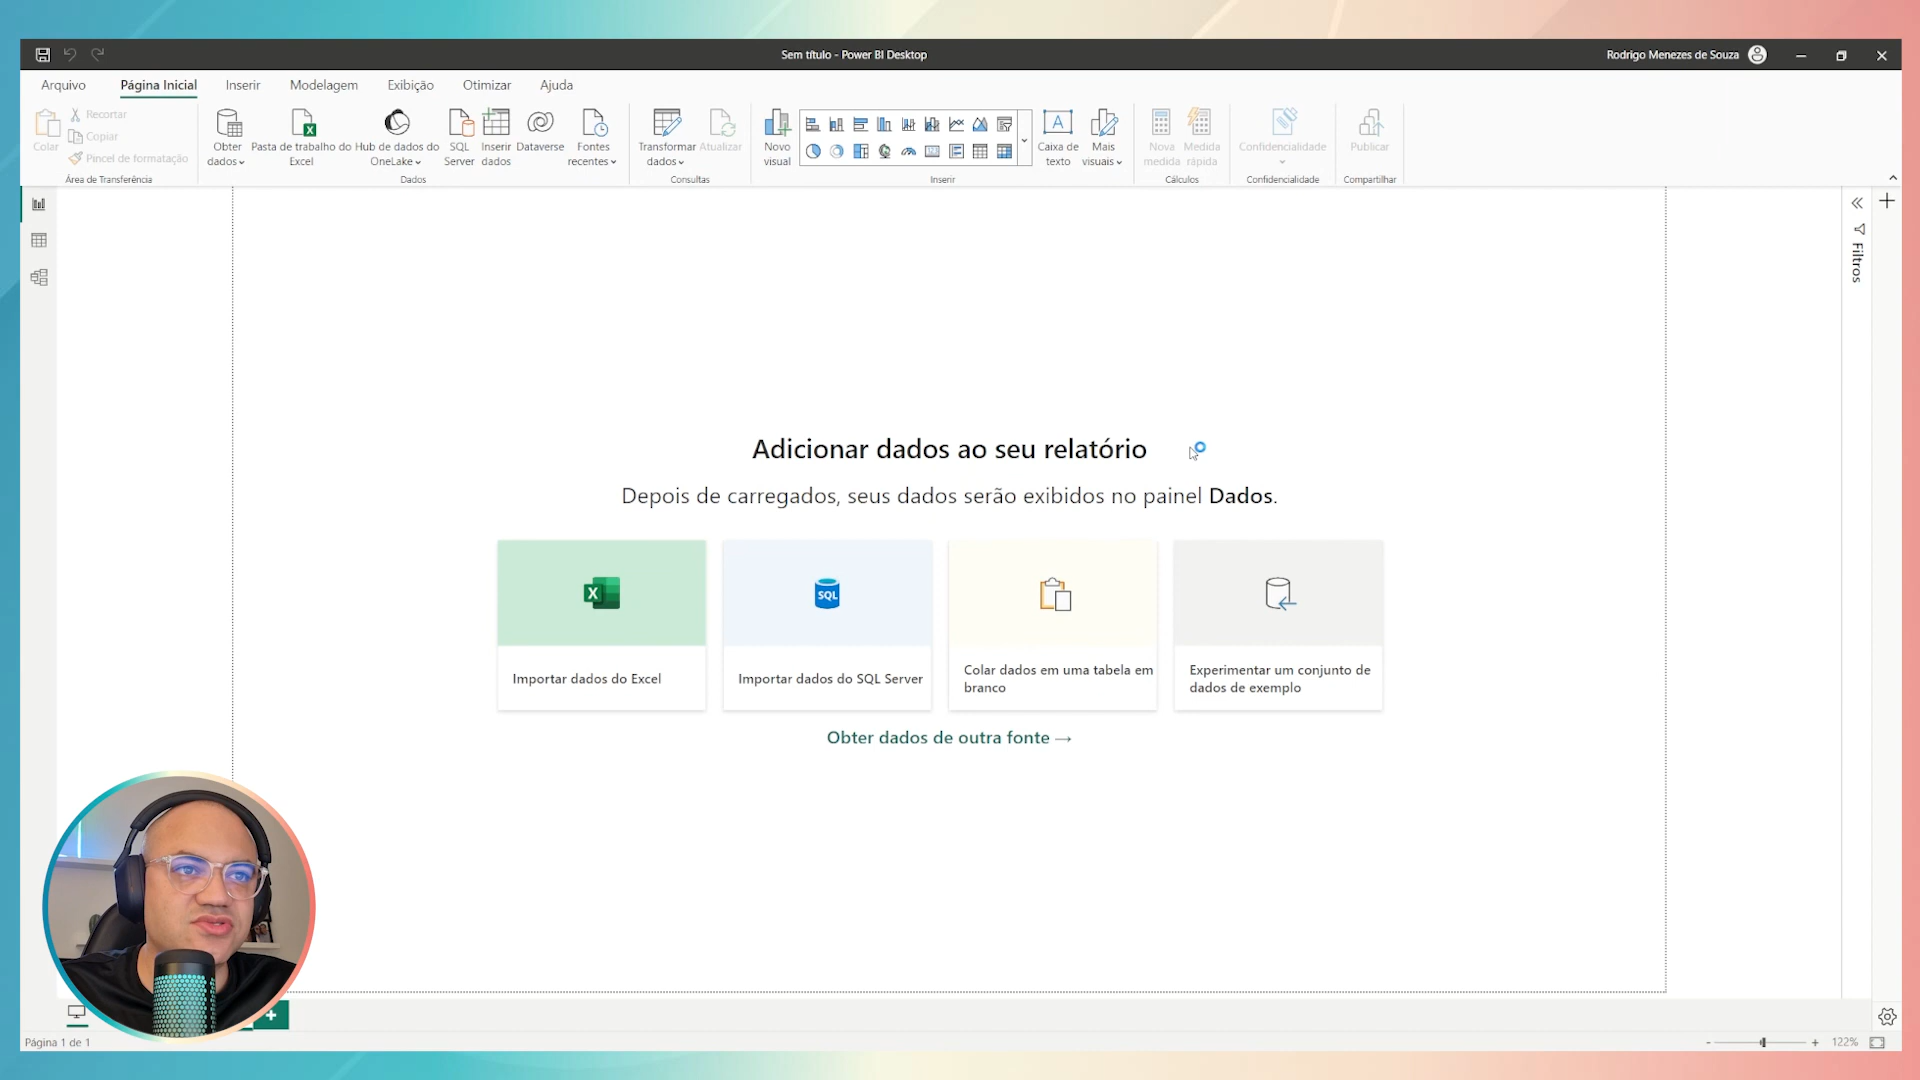 Sem título - Power BI Desktop
Rodrigo Menezes de Souza
Arquivo
Página Inicial
Inserir
Modelagem
Exibição
Otimizar
Ajuda
Colar
Recortar
Copiar
Pincel de formatação
Área de Transferência
Obter
dados
Pasta de trabalho do
Excel
Hub de dados do
OneLake
SQL
Server
Inserir
dados
Dataverse
Fontes
recentes
Dados
Transformar
dados
Atualizar
Consultas
Novo
visual
Caixa de
texto
Mais
visuais
Inserir
Nova
medida
Medida
rápida
Cálculos
Confidencialidade
Confidencialidade
Publicar
Compartilhar
Filtros
Adicionar dados ao seu relatório
Depois de carregados, seus dados serão exibidos no painel Dados.
SQL
Importar dados do Excel
Importar dados do SQL Server
Colar dados em uma tabela em
branco
Experimentar um conjunto de
dados de exemplo
Obter dados de outra fonte →
Página 1 de 1
- + 122%